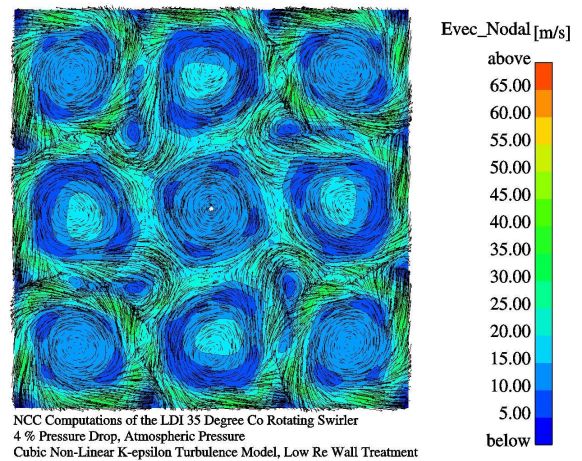 Evec_Nodal [m/s]
above
65.00
60.00
55.00
50.00
45.00
40.00
35.00
30.00
25.00
20.00
15.00
10.00
5.00
below
NCC Computations of the LDI 35 Degree Co Rotating Swirler
4 % Pressure Drop, Atmospheric Pressure
Cubic Non-Linear K-epsilon Turbulence Model, Low Re Wall Treatment